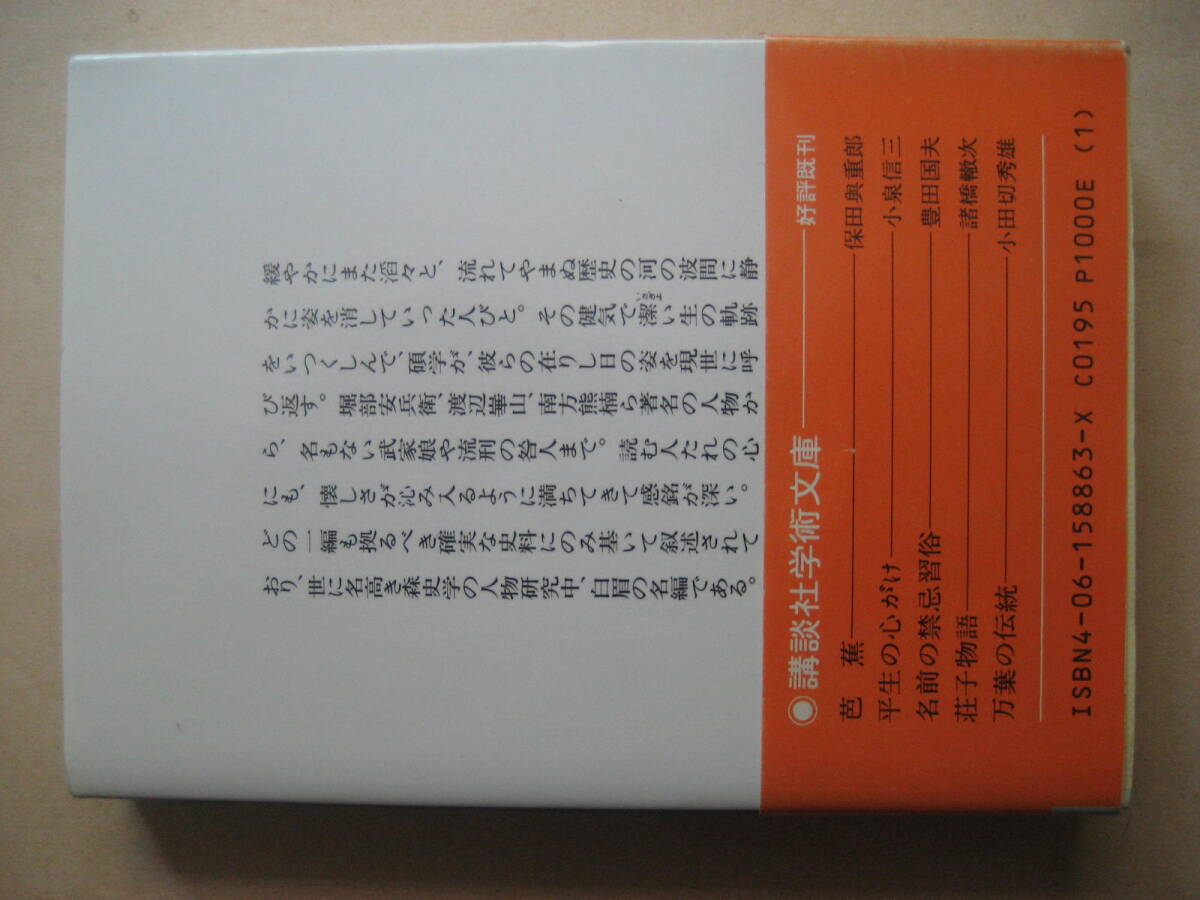 緩やかにまた滔々と、流れてやまぬ歴史の河の波間に静
かに姿を消していった人びと。その健気で潔い生の軌跡
いさぎよ
をいつくしんで、碩学が、彼らの在りし日の姿を現世に呼
び返す。堀部安兵衛、渡辺崋山、南方熊楠ら著名の人物か
ら、名もない武家娘や流刑の咎人まで。読む人たれの心
にも、懐しさが沁み入るように満ちてきて感銘が深い。
どの一編も拠るべき確実な史料にのみ基いて叙述されて
おり、世に名高き森史学の人物研究中、白眉の名編である。
◉講談社学術文庫——好評既刊
芭蕉——保田與重郎
平生の心がけ——小泉信三
名前の禁忌習俗——豊田国夫
荘子物語——諸橋轍次
万葉の伝統——小田切秀雄
ISBN4-06-158863-X C0195 P1000E (1)